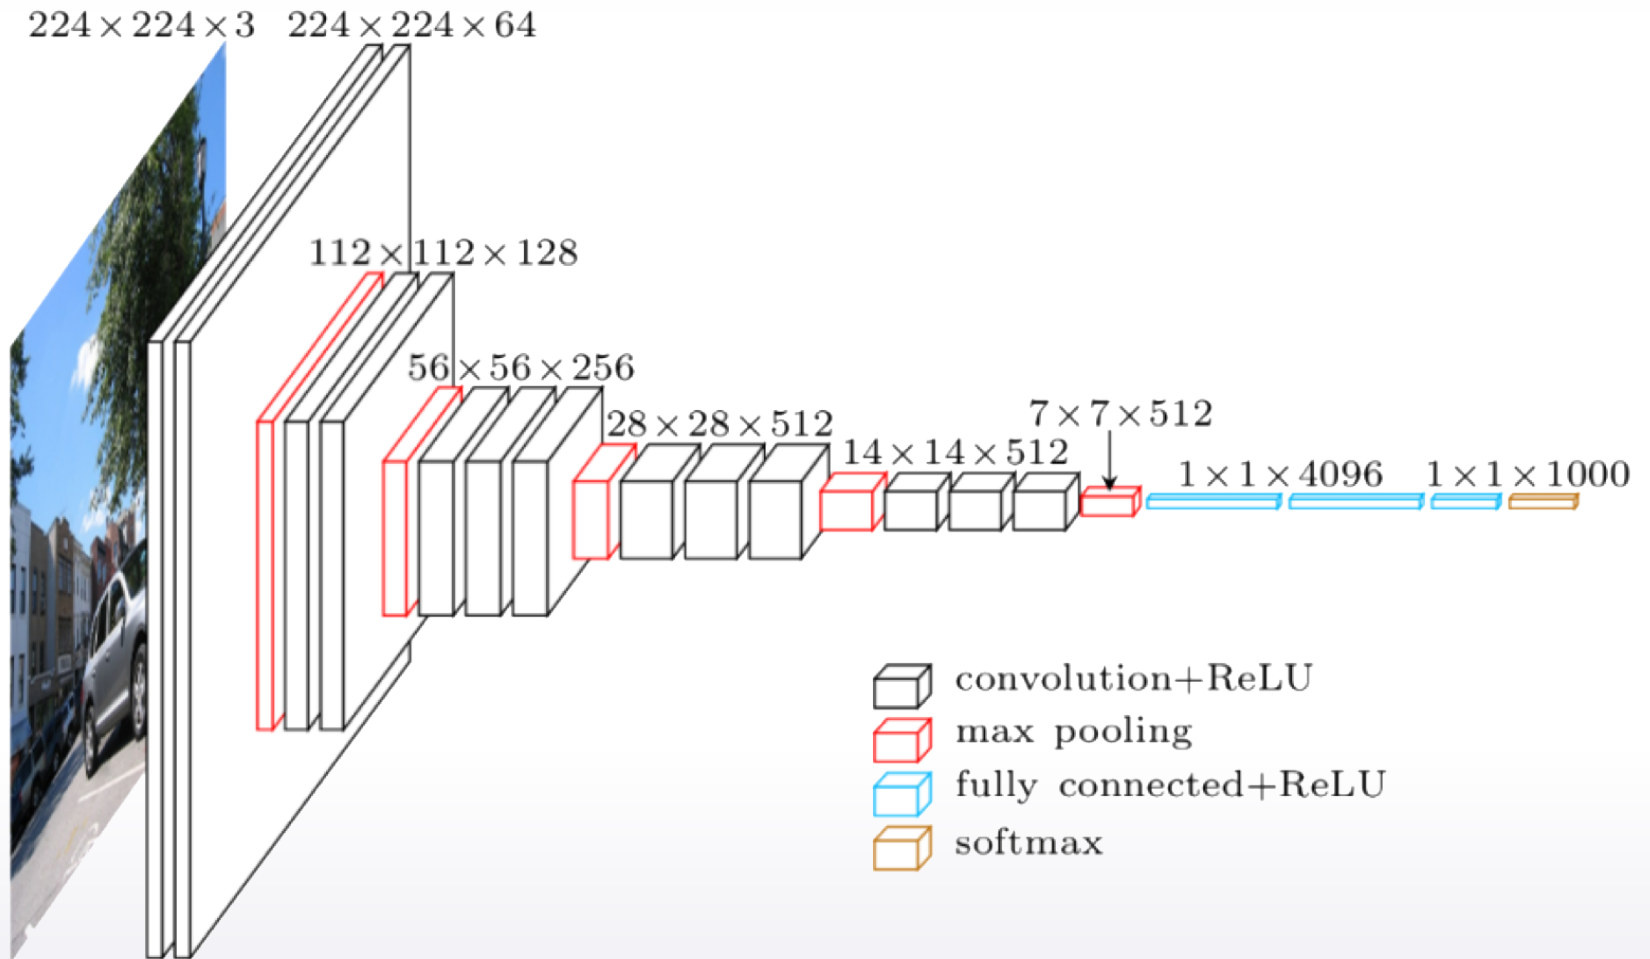 224×224×3
224×224×64
112×112×128
56×56×256
28×28×512
14×14×512
7×7×512
1×1×4096
1×1×1000
convolution+ReLU
max pooling
fully connected+ReLU
softmax